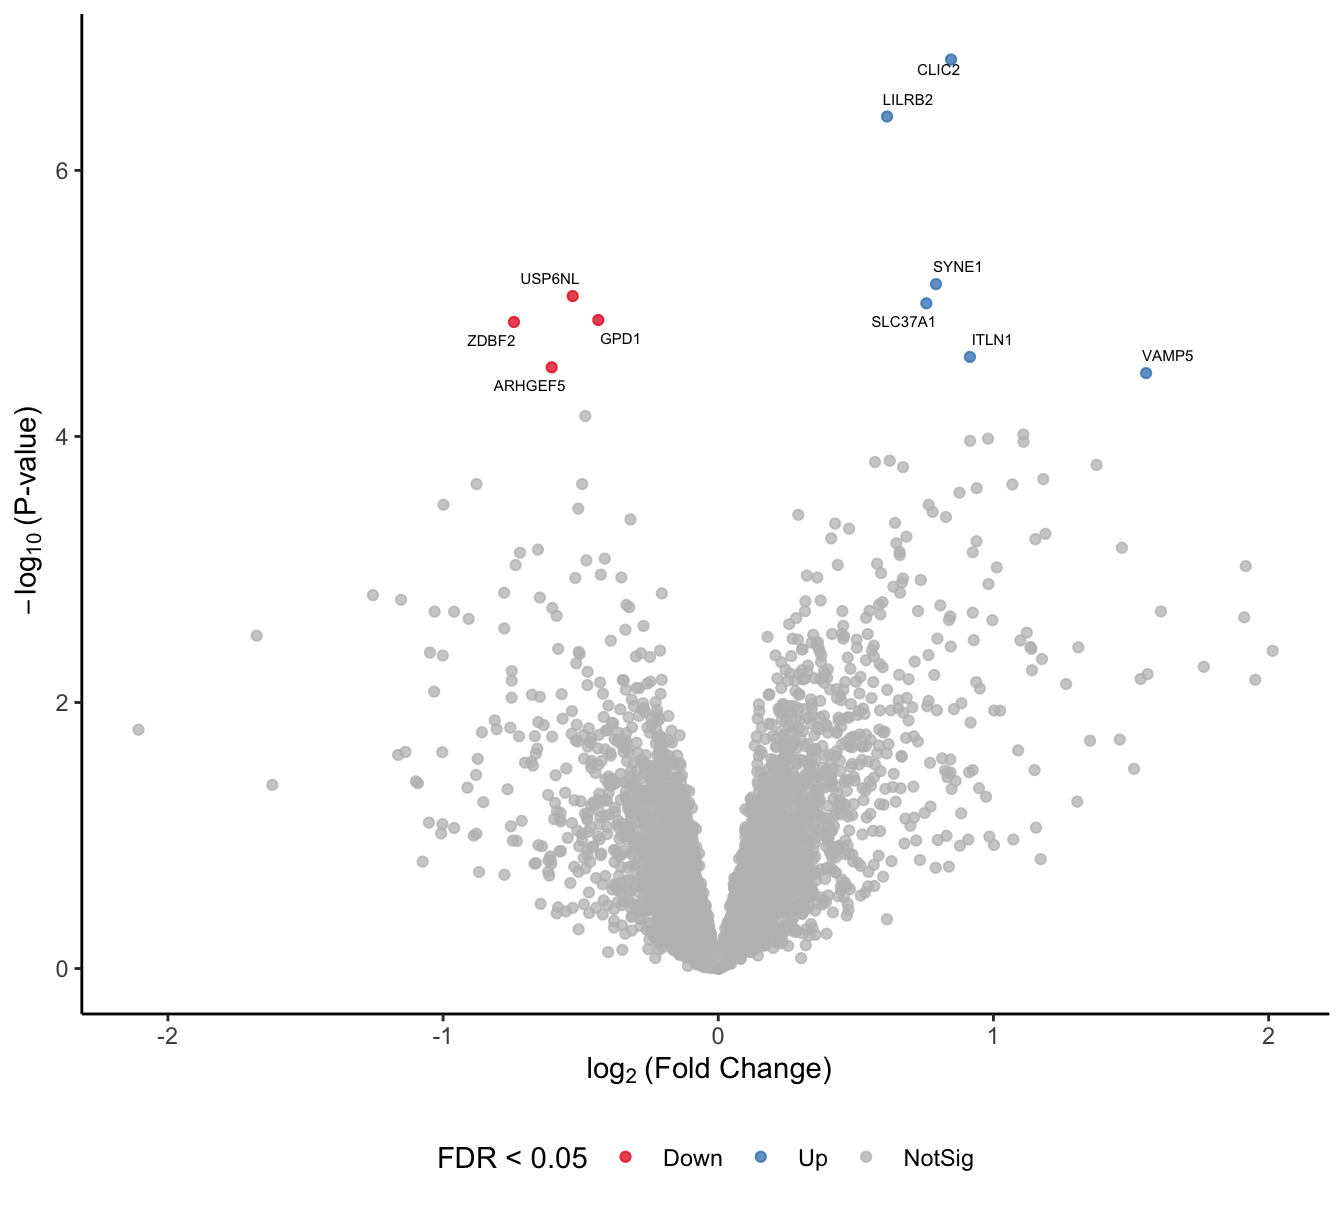 CLIC2
LILRB2
6
SYNE1
USP6NL
SLC37A1
GPD1
ZDBF2
ITLN1
VAMP5
ARHGEF5
4
−log10 (P-value)
2
0
-2 -1 0 1 2
log2 (Fold Change)
FDR < 0.05 Down Up NotSig